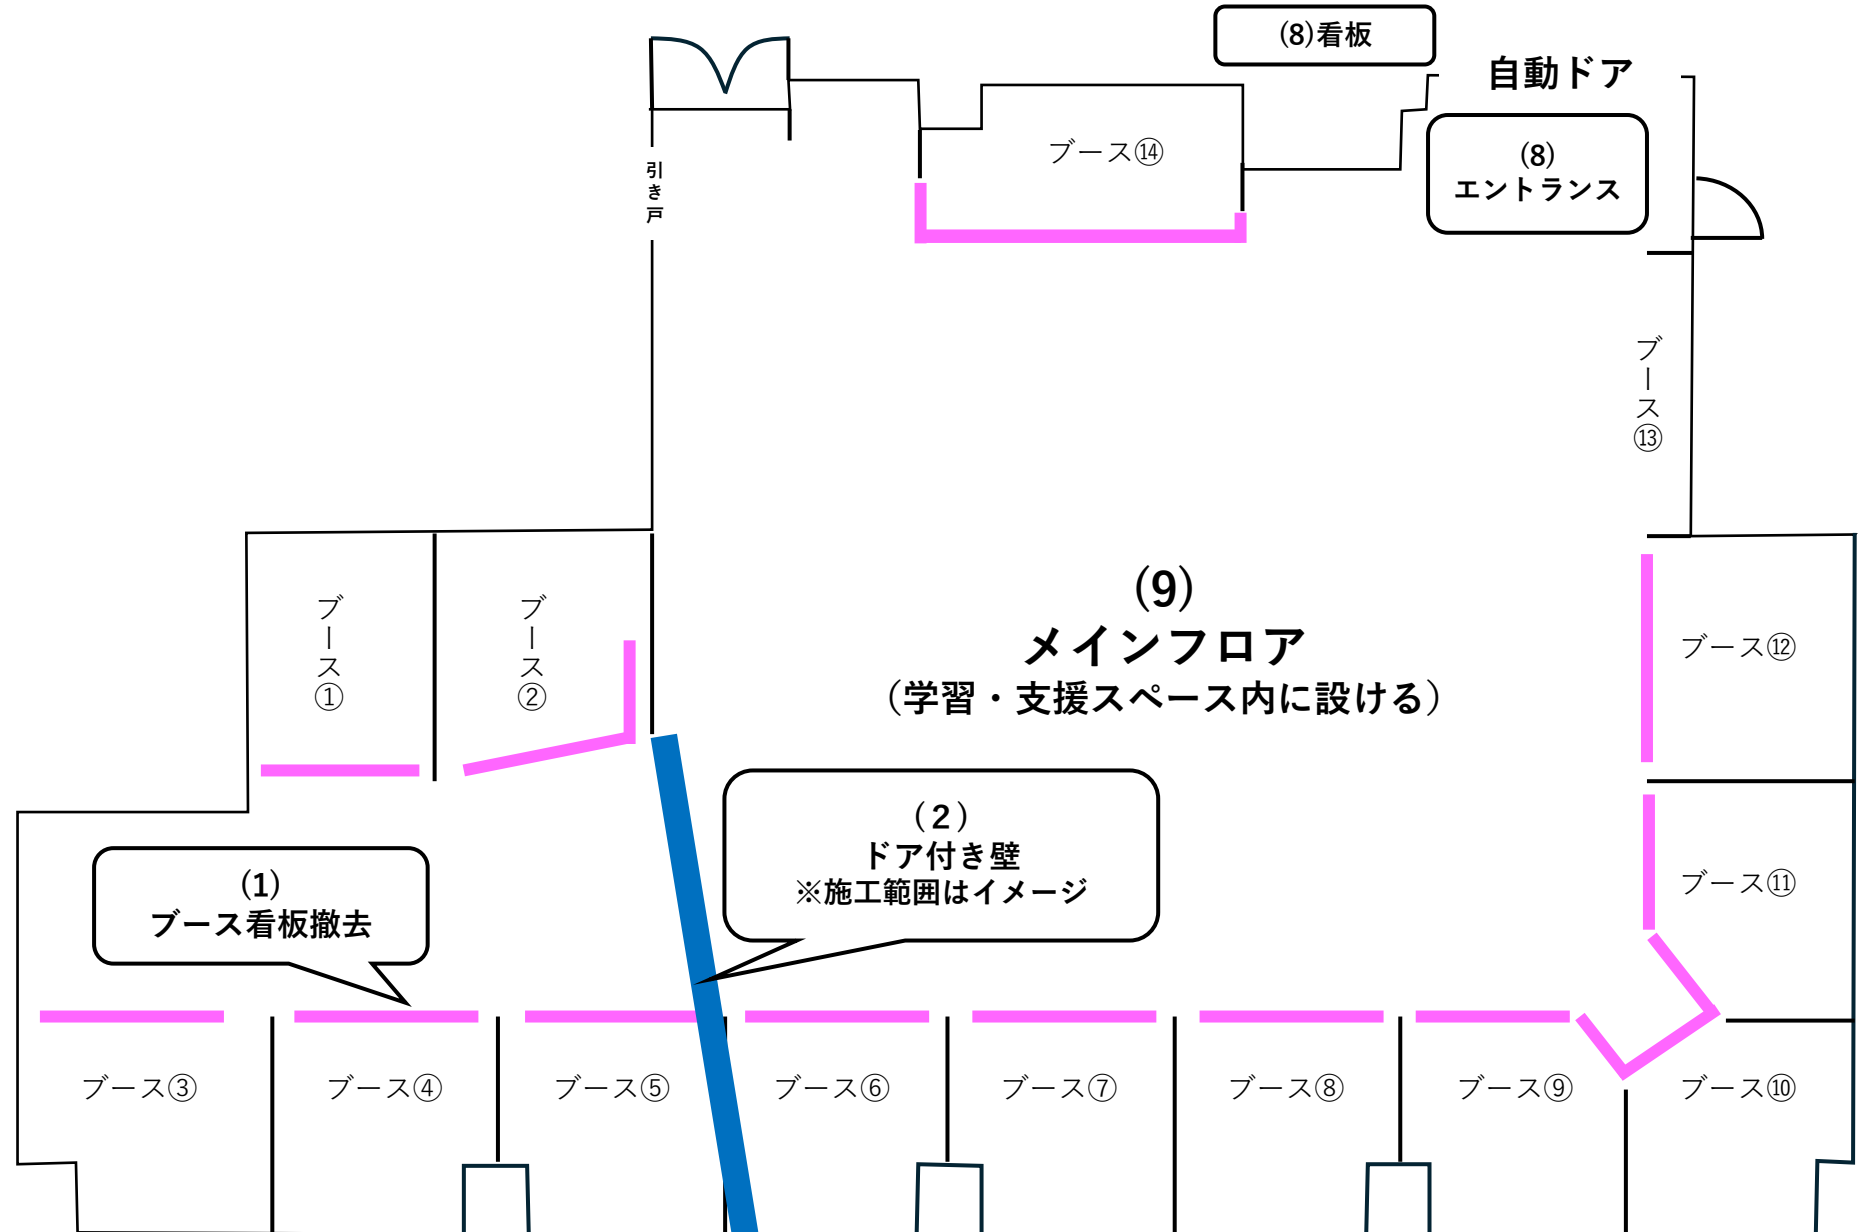 (8)看板
自動ドア
ブース⑭
(8)
エントランス
引き戸
ブース⑬
(9)
メインフロア
（学習・支援スペース内に設ける）
ブース①
ブース②
ブース⑫
（2）
ドア付き壁
※施工範囲はイメージ
(1)
ブース看板撤去
ブース⑪
ブース③
ブース④
ブース⑤
ブース⑥
ブース⑦
ブース⑧
ブース⑨
ブース⑩